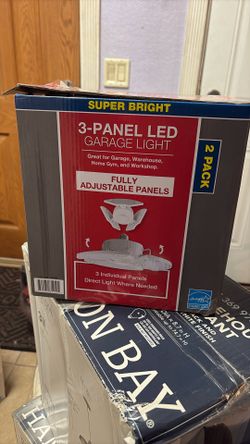 SUPER BRIGHT
3-PANEL LED
GARAGE LIGHT
Great for Garage, Warehouse,
Home Gym, and Workshop.
FULLY
ADJUSTABLE PANELS
2 PACK
3 Individual Panels
Direct Light Where Needed
ON BAY
HA